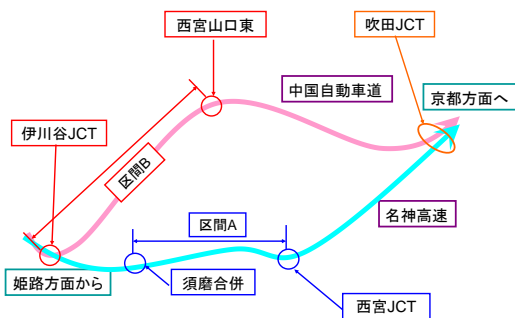 西宮山口東
吹田JCT
中国自動車道
京都方面へ
伊川谷JCT
区間B
区間A
名神高速
姫路方面から
須磨合併
西宮JCT